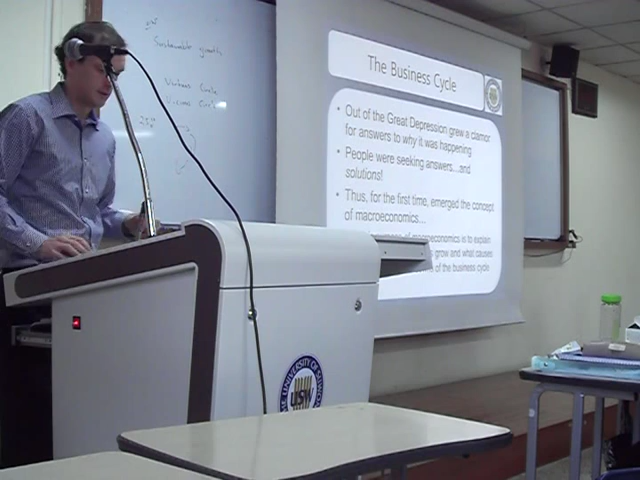 Sustainable growth
Circle
Circle
The Business Cycle
• Out of the Great Depression grew a clamor
for answers to why it was happening
• People were seeking answers…and
solutions!
• Thus, for the first time, emerged the concept
of macroeconomics…
of macroeconomics is to explain
grow and what causes
of the business cycle